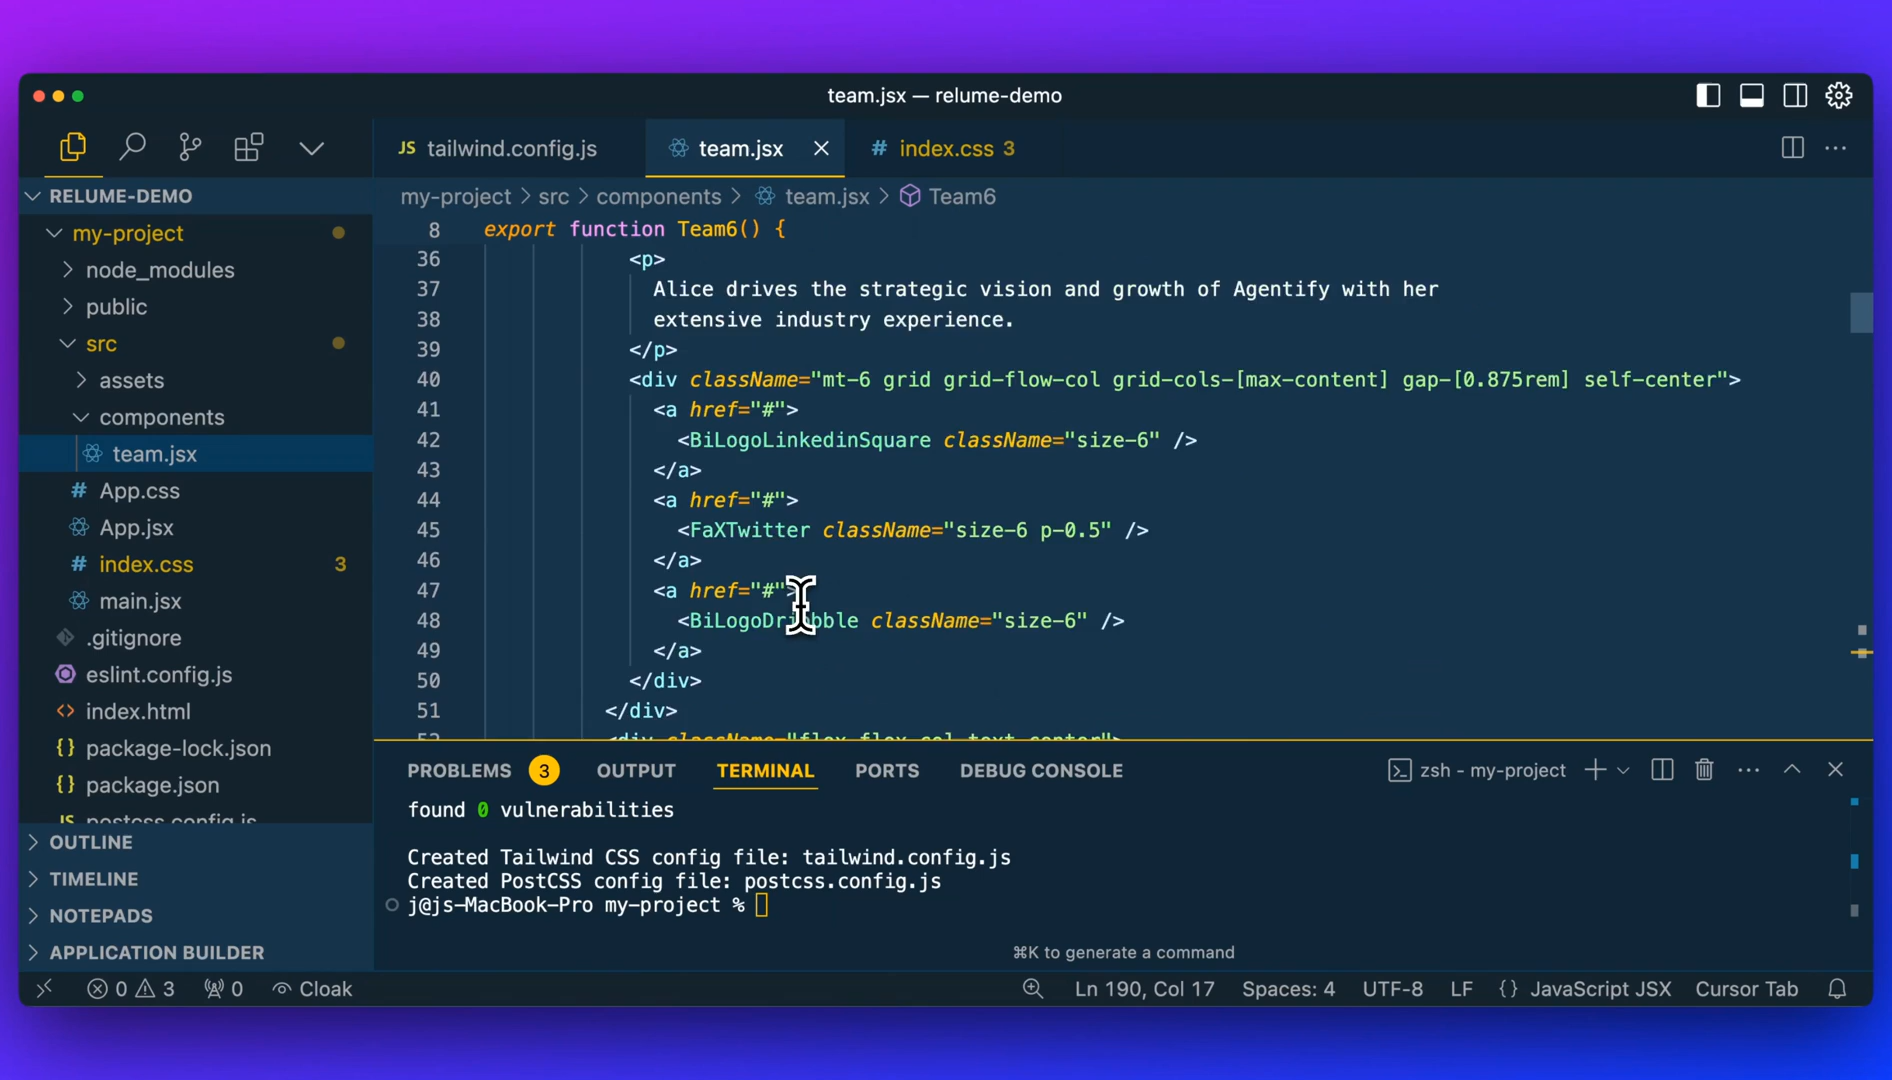 team.jsx — relume-demo
JS tailwind.config.js
team.jsx
# index.css 3
RELUME-DEMO
my-project
node_modules
public
src
assets
components
team.jsx
# App.css
App.jsx
# index.css 3
main.jsx
.gitignore
eslint.config.js
<> index.html
{} package-lock.json
{} package.json
JS postcss.config.js
OUTLINE
TIMELINE
NOTEPADS
APPLICATION BUILDER
my-project > src > components > team.jsx > Team6
8 export function Team6() {
36 <p>
37 Alice drives the strategic vision and growth of Agentify with her
38 extensive industry experience.
39 </p>
40 <div className="mt-6 grid grid-flow-col grid-cols-[max-content] gap-[0.875rem] self-center">
41 <a href="#">
42 <BiLogoLinkedinSquare className="size-6" />
43 </a>
44 <a href="#">
45 <FaXTwitter className="size-6 p-0.5" />
46 </a>
47 <a href="#">
48 <BiLogoDribbble className="size-6" />
49 </a>
50 </div>
51 </div>
52 <div className="flex flex-col text-center">
PROBLEMS 3 OUTPUT TERMINAL PORTS DEBUG CONSOLE
zsh - my-project
found 0 vulnerabilities
Created Tailwind CSS config file: tailwind.config.js
Created PostCSS config file: postcss.config.js
j@js-MacBook-Pro my-project %
⌘K to generate a command
0 3 0 Cloak
Ln 190, Col 17 Spaces: 4 UTF-8 LF {} JavaScript JSX Cursor Tab